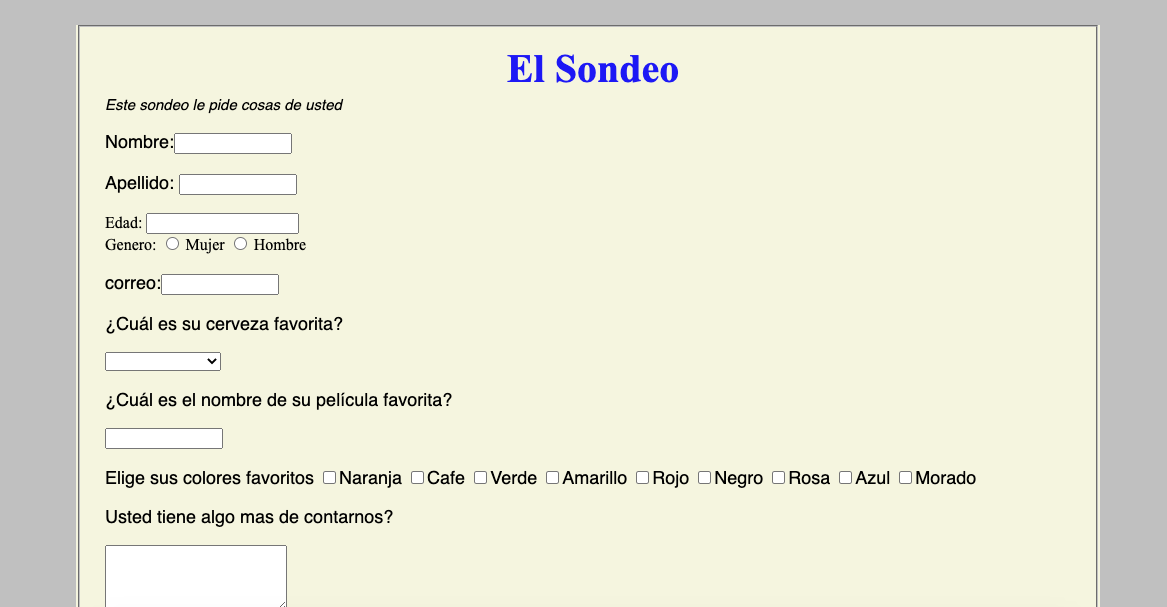 El Sondeo
Este sondeo le pide cosas de usted
Nombre:
Apellido:
Edad:
Genero: Mujer Hombre
correo:
¿Cuál es su cerveza favorita?
¿Cuál es el nombre de su película favorita?
Elige sus colores favoritos Naranja Cafe Verde Amarillo Rojo Negro Rosa Azul Morado
Usted tiene algo mas de contarnos?